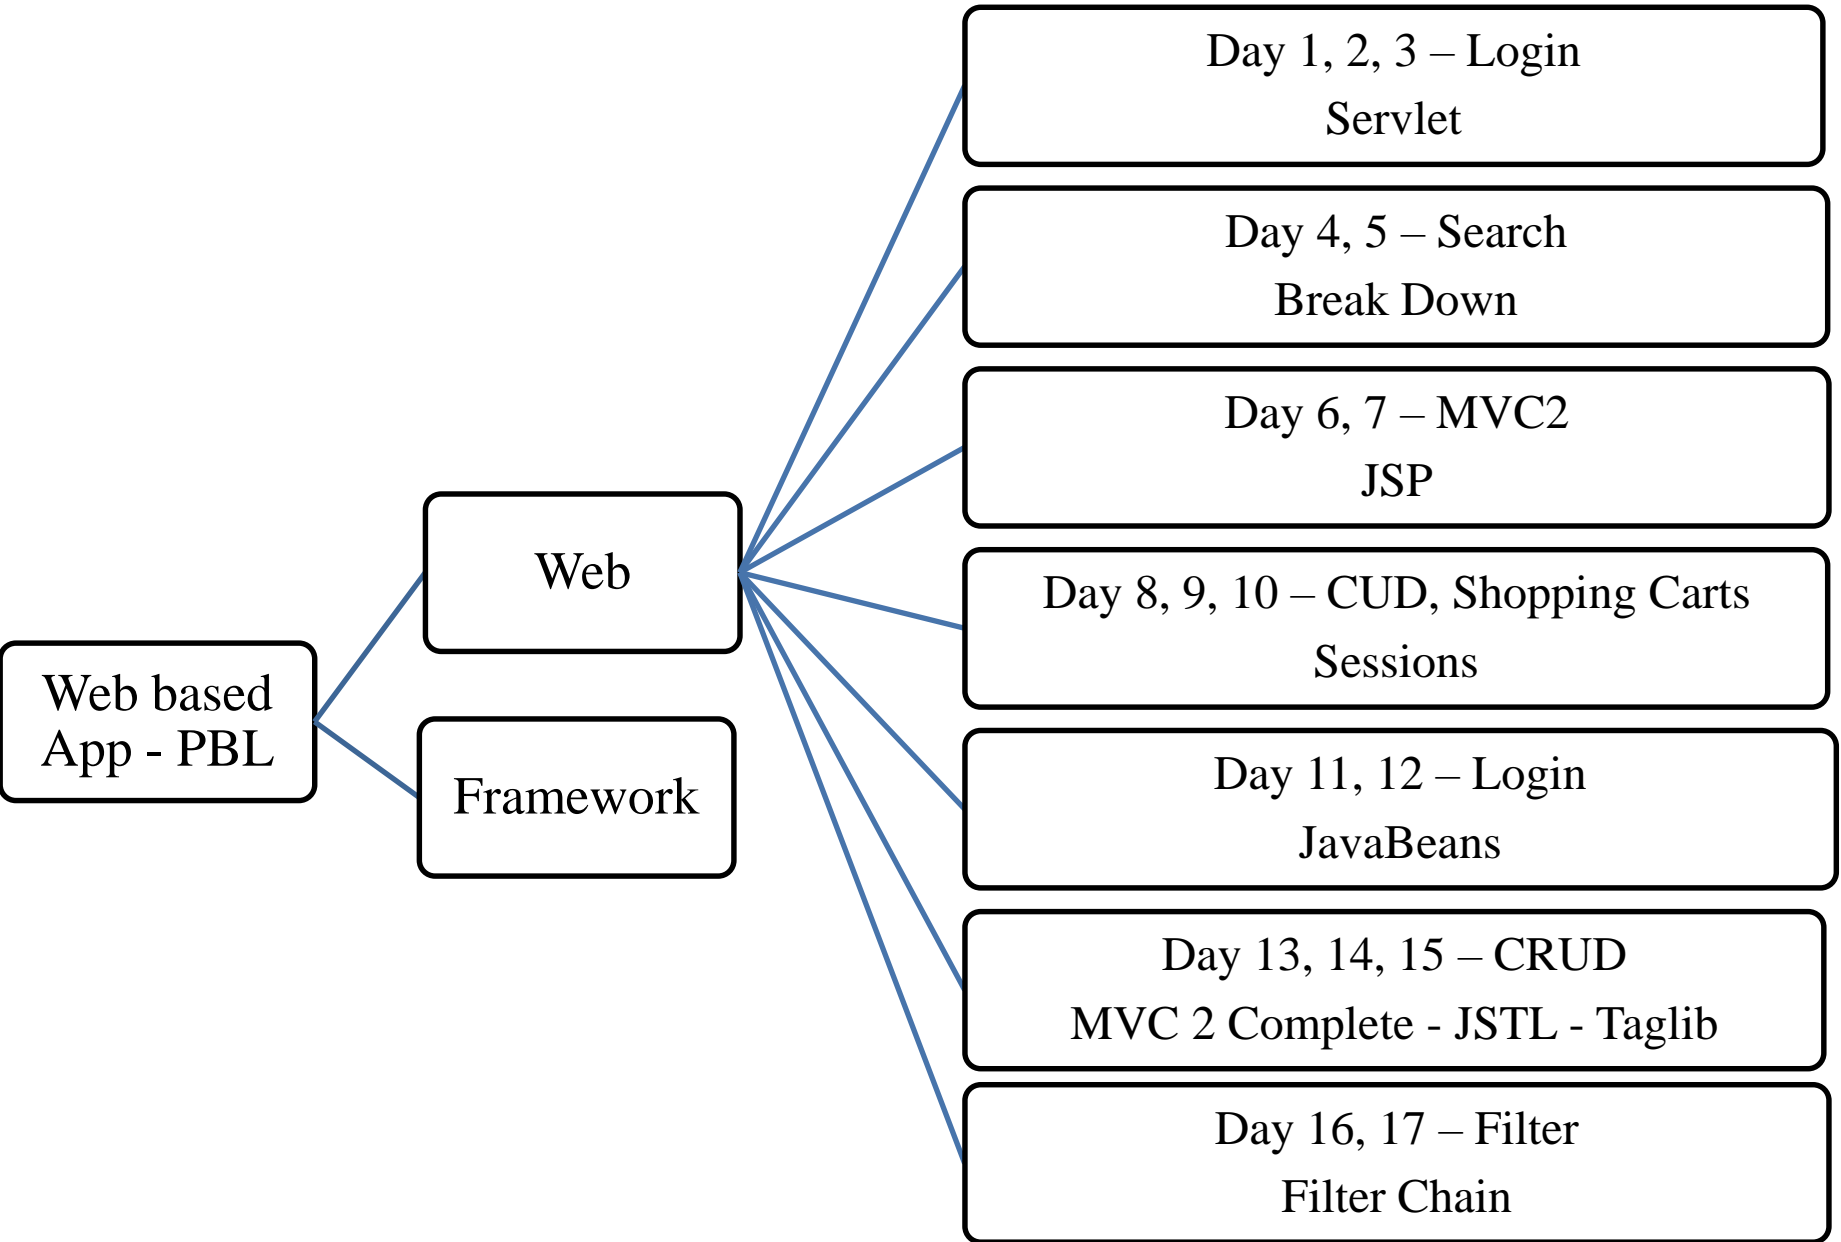 Web based
App - PBL
Web
Framework
Day 1, 2, 3 – Login
Servlet
Day 4, 5 – Search
Break Down
Day 6, 7 – MVC2
JSP
Day 8, 9, 10 – CUD, Shopping Carts
Sessions
Day 11, 12 – Login
JavaBeans
Day 13, 14, 15 – CRUD
MVC 2 Complete - JSTL - Taglib
Day 16, 17 – Filter
Filter Chain